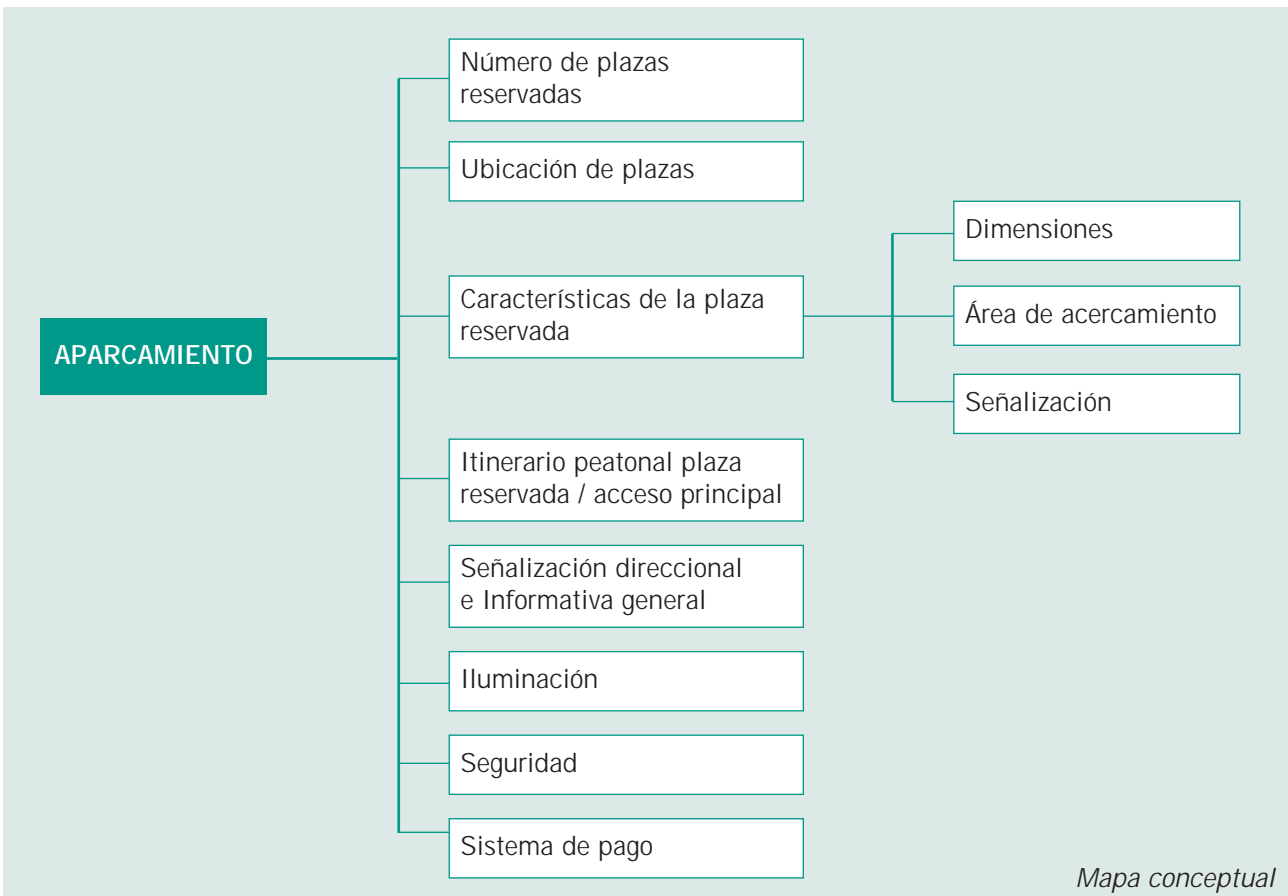 Número de plazas
reservadas
Ubicación de plazas
Dimensiones
Características de la plaza
reservada
Área de acercamiento
APARCAMIENTO
Señalización
Itinerario peatonal plaza
reservada / acceso principal
Señalización direccional
e Informativa general
Iluminación
Seguridad
Sistema de pago
Mapa conceptual